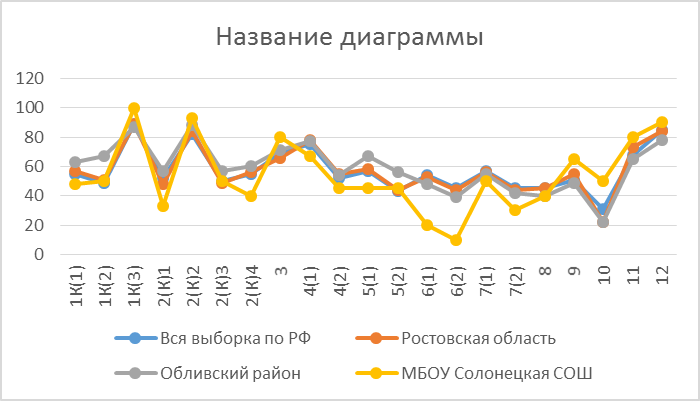 Название диаграммы
120
100
80
60
40
20
0
1К(1) 1К(2) 1К(3) 2(К)1 2(К)2 2(К)3 2(К)4 3 4(1) 4(2) 5(1) 5(2) 6(1) 6(2) 7(1) 7(2) 8 9 10 11 12
Вся выборка по РФ Ростовская область
Обливский район МБОУ Солонецкая СОШ